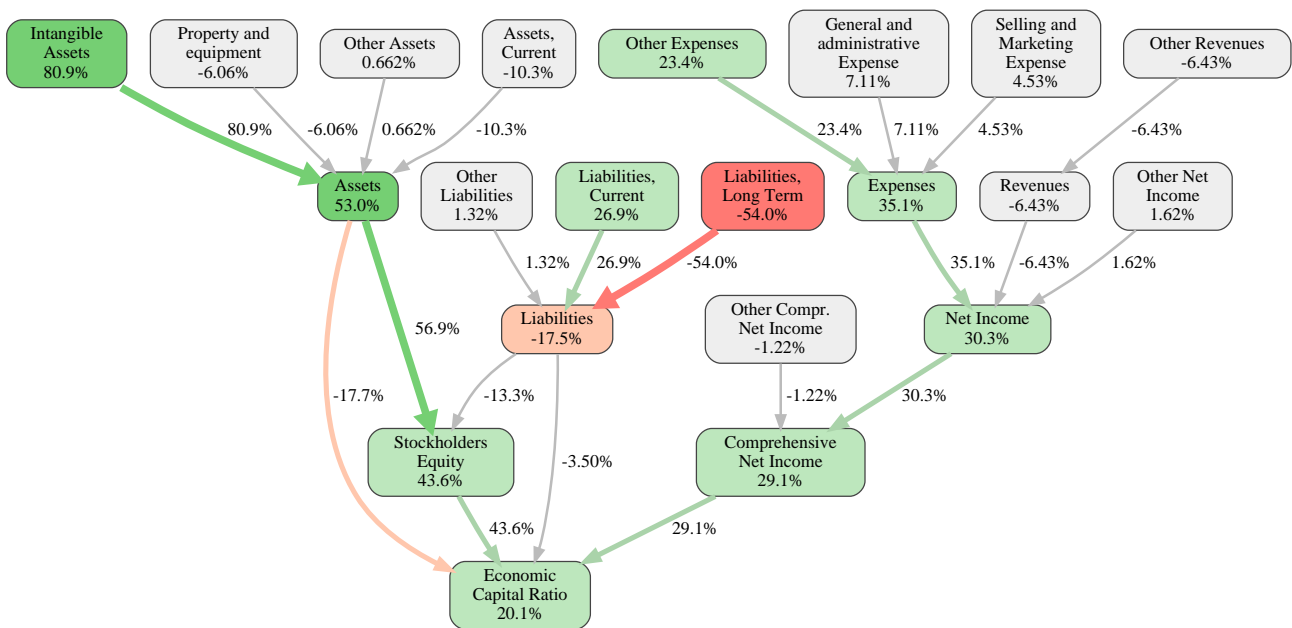 Intangible
Assets
80.9%
Property and
equipment
-6.06%
Other Assets
0.662%
Assets,
Current
-10.3%
Other Expenses
23.4%
General and
administrative
Expense
7.11%
Selling and
Marketing
Expense
4.53%
Other Revenues
-6.43%
80.9%
-6.06%
0.662%
-10.3%
23.4%
7.11%
4.53%
-6.43%
Assets
53.0%
Other
Liabilities
1.32%
Liabilities,
Current
26.9%
Liabilities,
Long Term
-54.0%
Expenses
35.1%
Revenues
-6.43%
Other Net
Income
1.62%
1.32%
26.9%
-54.0%
35.1%
-6.43%
1.62%
56.9%
Liabilities
-17.5%
Other Compr.
Net Income
-1.22%
Net Income
30.3%
-17.7%
-13.3%
-1.22%
30.3%
Stockholders
Equity
43.6%
-3.50%
Comprehensive
Net Income
29.1%
43.6%
29.1%
Economic
Capital Ratio
20.1%